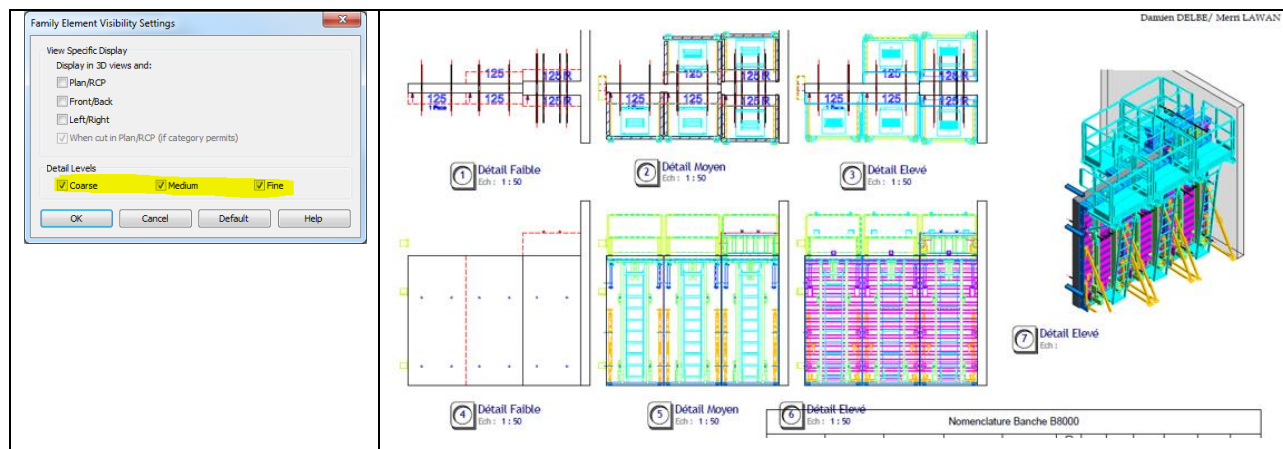 Family Element Visibility Settings
View Specific Display
Display in 3D views and:
Plan/RCP
Front/Back
Left/Right
When cut in Plan/RCP (if category permits)
Detail Levels
Coarse Medium Fine
OK Cancel Default Help
Damien DELBE/ Merri LAWAN
125 125 R
125 125 125 R
125 125 R
125 125 125 R
125 125 R
125 125 125 R
1 Détail Faible
Ech : 1 : 50
2 Détail Moyen
Ech : 1 : 50
3 Détail Elevé
Ech : 1 : 50
7 Détail Elevé
Ech :
4 Détail Faible
Ech : 1 : 50
5 Détail Moyen
Ech : 1 : 50
6 Détail Elevé
Ech : 1 : 50
Nomenclature Banche B8000